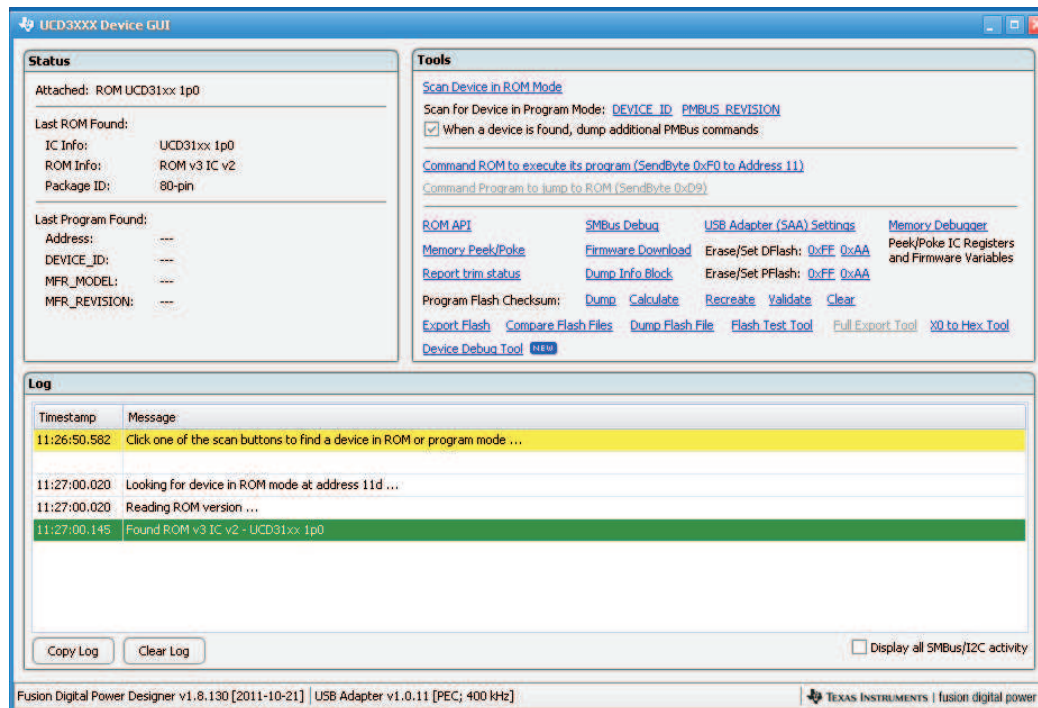 UCD3XXX Device GUI
Status
Attached: ROM UCD31xx 1p0
Last ROM Found:
IC Info: UCD31xx 1p0
ROM Info: ROM v3 IC v2
Package ID: 80-pin
Last Program Found:
Address: ---
DEVICE_ID: ---
MFR_MODEL: ---
MFR_REVISION: ---
Tools
Scan Device in ROM Mode
Scan for Device in Program Mode: DEVICE_ID PMBUS_REVISION
When a device is found, dump additional PMBus commands
Command ROM to execute its program (SendByte 0xF0 to Address 11)
Command Program to jump to ROM (SendByte 0xD9)
ROM API SMBus Debug USB Adapter (SAA) Settings Memory Debugger
Memory Peek/Poke Firmware Download Erase/Set DFlash: 0xFF 0xAA Peek/Poke IC Registers
and Firmware Variables
Report trim status Dump Info Block Erase/Set PFlash: 0xFF 0xAA
Program Flash Checksum: Dump Calculate Recreate Validate Clear
Export Flash Compare Flash Files Dump Flash File Flash Test Tool Full Export Tool X0 to Hex Tool
Device Debug Tool NEW
Log
Timestamp Message
11:26:50.582 Click one of the scan buttons to find a device in ROM or program mode ...
11:27:00.020 Looking for device in ROM mode at address 11d ...
11:27:00.020 Reading ROM version ...
11:27:00.145 Found ROM v3 IC v2 - UCD31xx 1p0
Copy Log Clear Log Display all SMBus/I2C activity
Fusion Digital Power Designer v1.8.130 [2011-10-21] USB Adapter v1.0.11 [PEC; 400 kHz] TEXAS INSTRUMENTS | fusion digital power